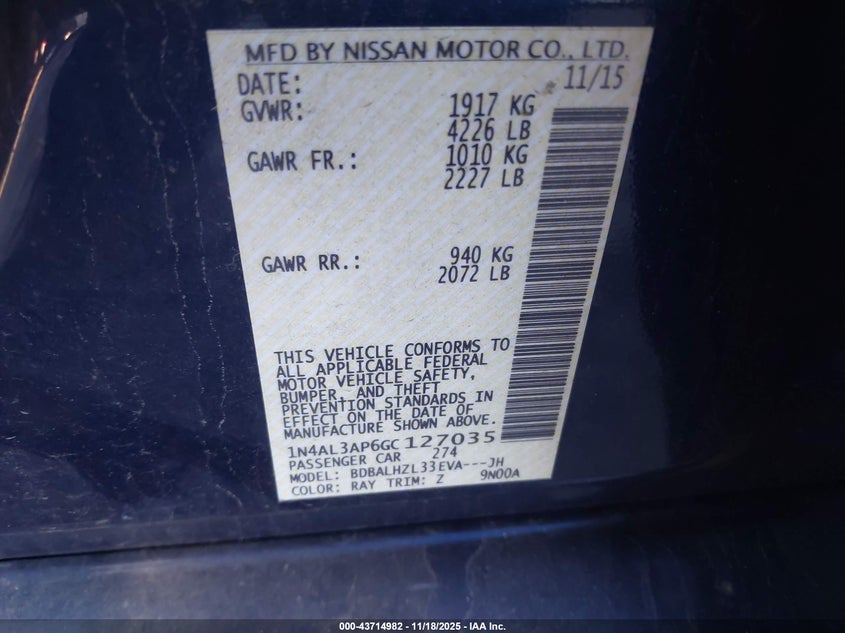 MFD BY NISSAN MOTOR CO., LTD.
DATE: 11/15
GVWR: 1917 KG
4226 LB
GAWR FR.: 1010 KG
2227 LB
GAWR RR.: 940 KG
2072 LB
THIS VEHICLE CONFORMS TO
ALL APPLICABLE FEDERAL
MOTOR VEHICLE SAFETY,
BUMPER, AND THEFT
PREVENTION STANDARDS IN
EFFECT ON THE DATE OF
MANUFACTURE SHOWN ABOVE.
1N4AL3AP6GC127035
PASSENGER CAR 274
MODEL: BDBALHZL33EVA---JH
COLOR: RAY TRIM: Z 9N00A
000-43714982 - 11/18/2025 - IAA Inc.